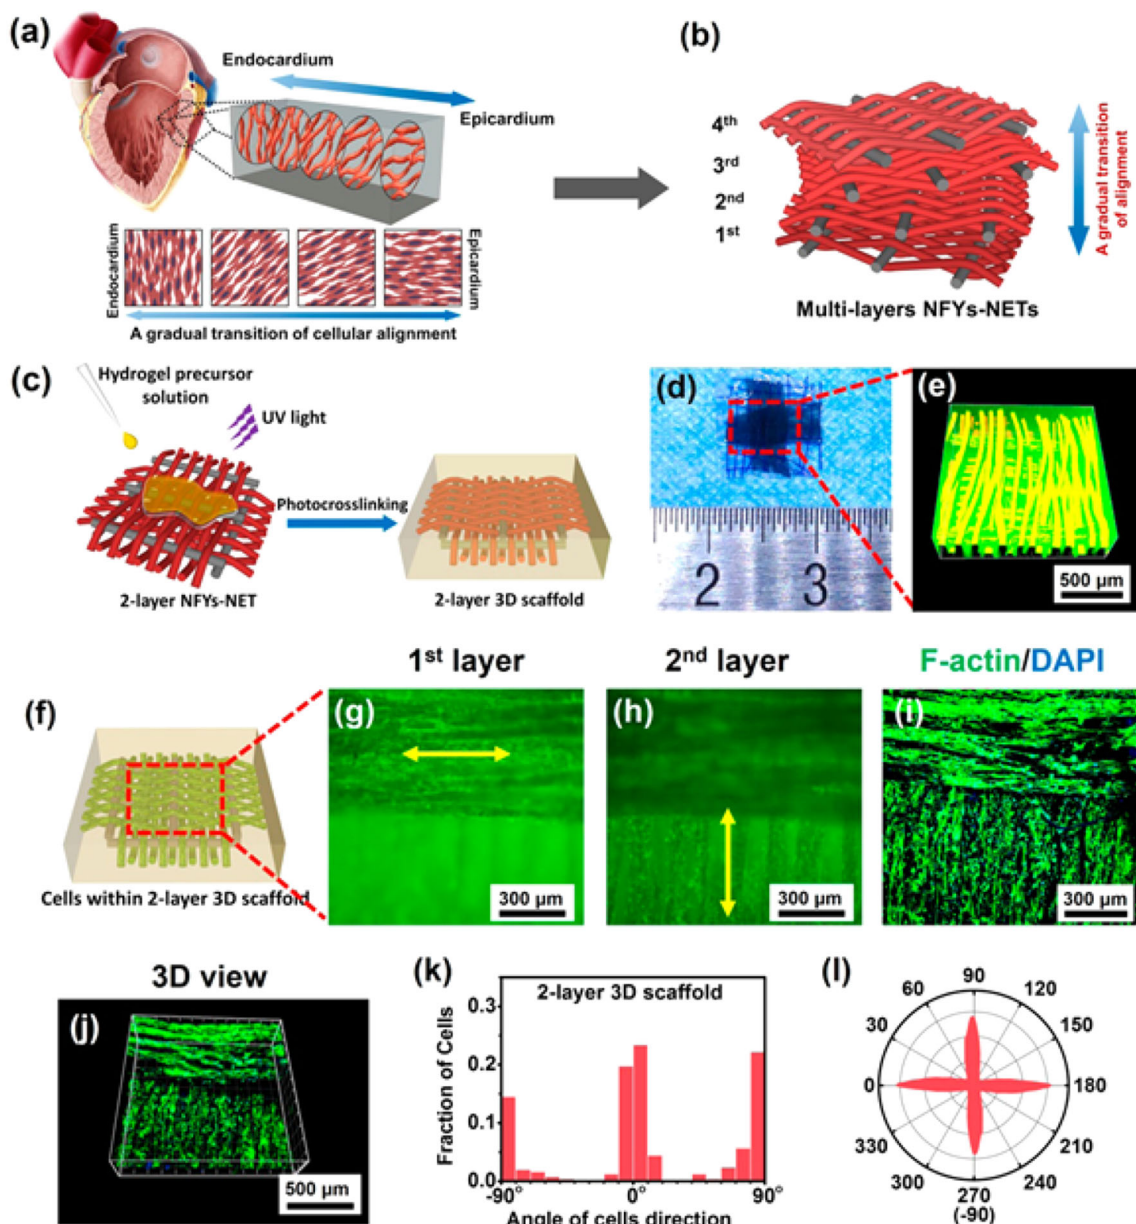 (a)
Endocardium
Epicardium
Endocardium
Epicardium
A gradual transition of cellular alignment
(b)
4th
3rd
2nd
1st
A gradual transition
of alignment
Multi-layers NFYs-NETs
(c)
Hydrogel precursor
solution
UV light
Photocrosslinking
2-layer NFYs-NET
2-layer 3D scaffold
(d)
2 3
(e)
500 µm
(f)
Cells within 2-layer 3D scaffold
1st layer
(g)
300 µm
2nd layer
(h)
300 µm
F-actin/DAPI
(i)
300 µm
3D view
(j)
500 µm
(k)
2-layer 3D scaffold
Fraction of Cells
0.3
0.2
0.1
0.0
-90° 0° 90°
Angle of cells direction
(l)
90
60 120
30 150
0 180
330 210
300 240
270
(-90)